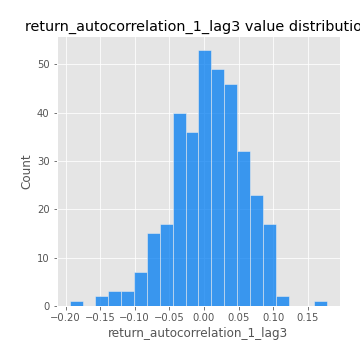 return_autocorrelation_1_lag3 value distributio
50
40
30
20
10
0
Count
−0.20 −0.15 −0.10 −0.05 0.00 0.05 0.10 0.15
return_autocorrelation_1_lag3